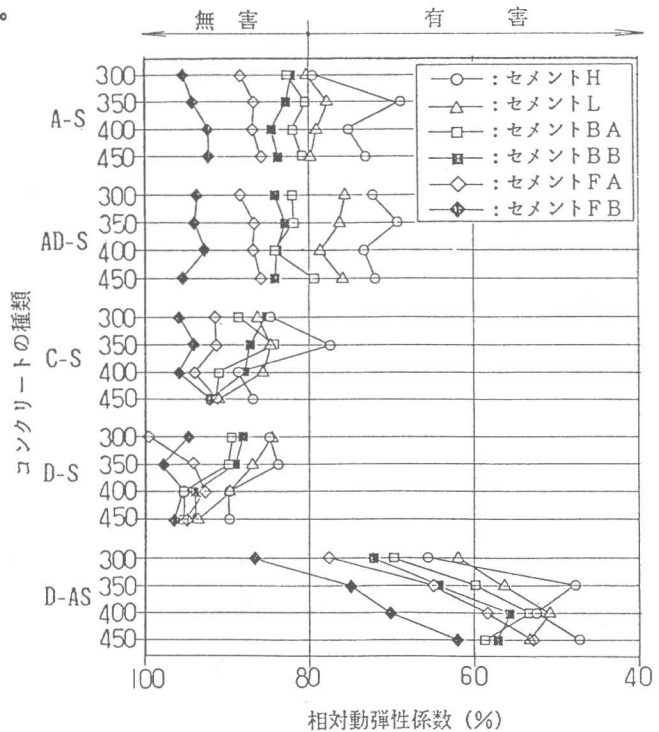 無害
有害
300
350
400
450
A-S
300
350
400
450
AD-S
300
350
400
450
C-S
300
350
400
450
D-S
300
350
400
450
D-AS
コンクリートの種類
：セメントH
：セメントL
：セメントBA
：セメントBB
：セメントFA
：セメントFB
100
80
60
40
相対動弾性係数 (%)